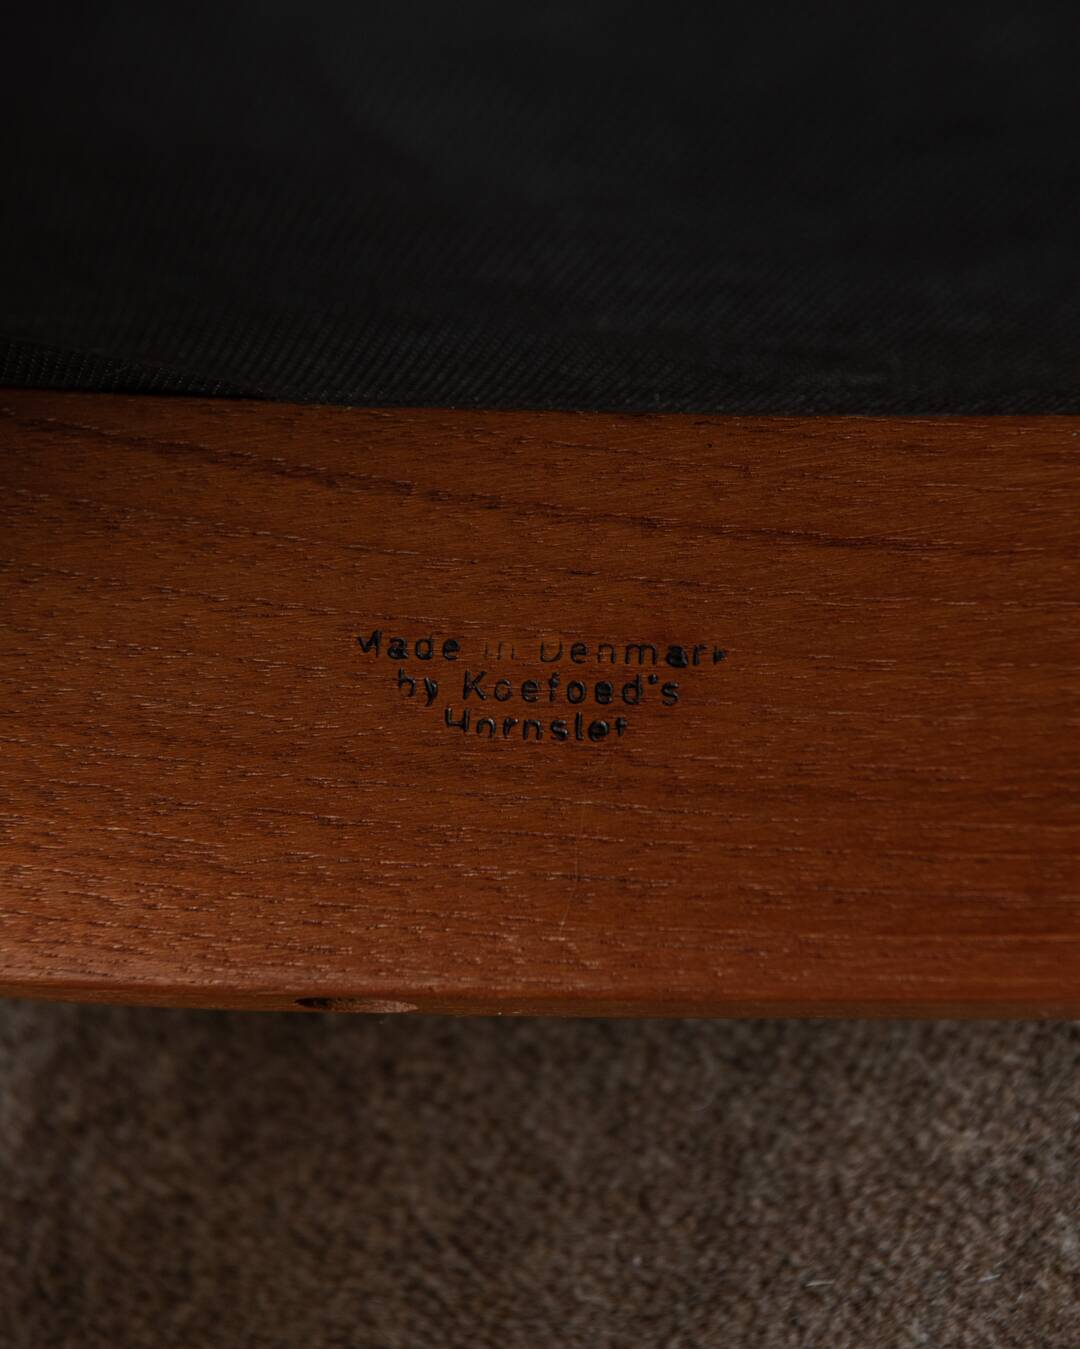 Made in Denmark
by Koefoed's
Hornslet